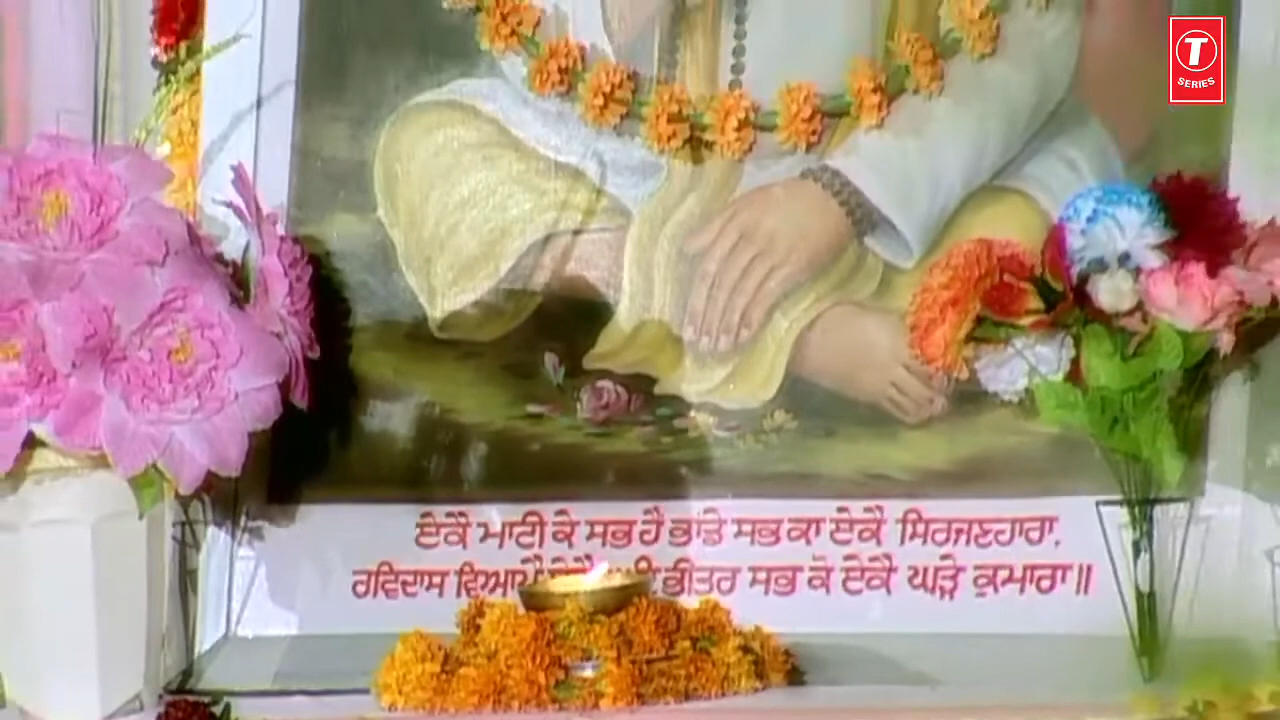 T
SERIES
ਏਕੈ ਮਾਟੀ ਕੇ ਸਭ ਹੈ ਭਾਂਡੇ ਸਭ ਕਾ ਏਕੈ ਸਿਰਜਣਹਾਰਾ,
ਰਵਿਦਾਸ ਭੀਤਰ ਸਭ ਕੋ ਏਕੈ ਘੜੇ ਕੁਮਾਰਾ॥